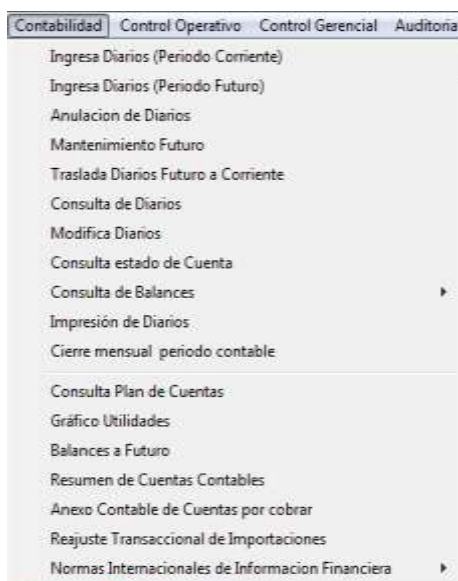 Contabilidad Control Operativo Control Gerencial Auditoria
Ingresa Diarios (Periodo Corriente)
Ingresa Diarios (Periodo Futuro)
Anulacion de Diarios
Mantenimiento Futuro
Traslada Diarios Futuro a Corriente
Consulta de Diarios
Modifica Diarios
Consulta estado de Cuenta
Consulta de Balances
Impresión de Diarios
Cierre mensual periodo contable
Consulta Plan de Cuentas
Gráfico Utilidades
Balances a Futuro
Resumen de Cuentas Contables
Anexo Contable de Cuentas por cobrar
Reajuste Transaccional de Importaciones
Normas Internacionales de Informacion Financiera